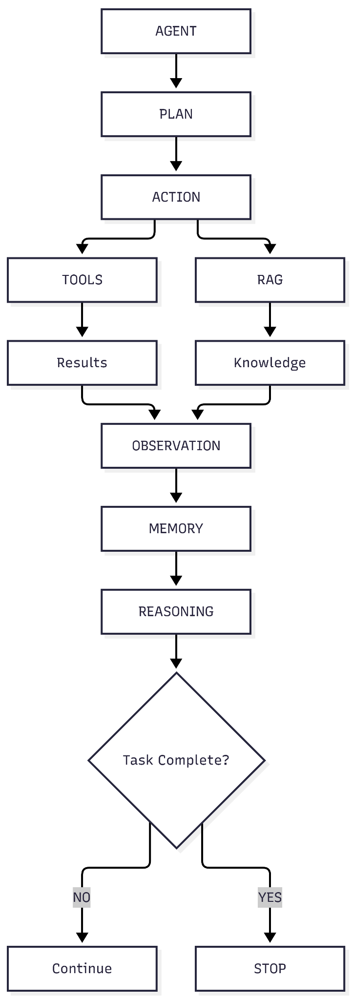 AGENT
PLAN
ACTION
TOOLS
RAG
Results
Knowledge
OBSERVATION
MEMORY
REASONING
Task Complete?
NO
YES
Continue
STOP